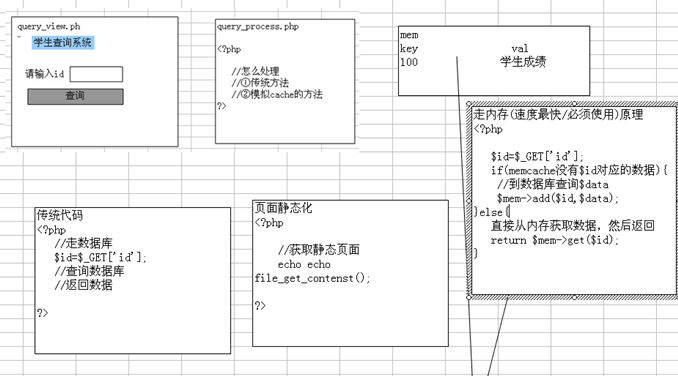 query_view.ph
学生查询系统
请输入id
查询
query_process.php
<?php
//怎么处理
//①传统方法
//②模拟cache的方法
?>
mem
key val
100 学生成绩
走内存(速度最快/必须使用)原理
<?php
$id=$_GET['id'];
if(memcache没有$id对应的数据){
//到数据库查询$data
$mem->add($id,$data);
}else{
直接从内存获取数据，然后返回
return $mem->get($id);
}
传统代码
<?php
//走数据库
$id=$_GET['id'];
//查询数据库
//返回数据
?>
页面静态化
<?php
//获取静态页面
echo echo
file_get_contenst();
?>